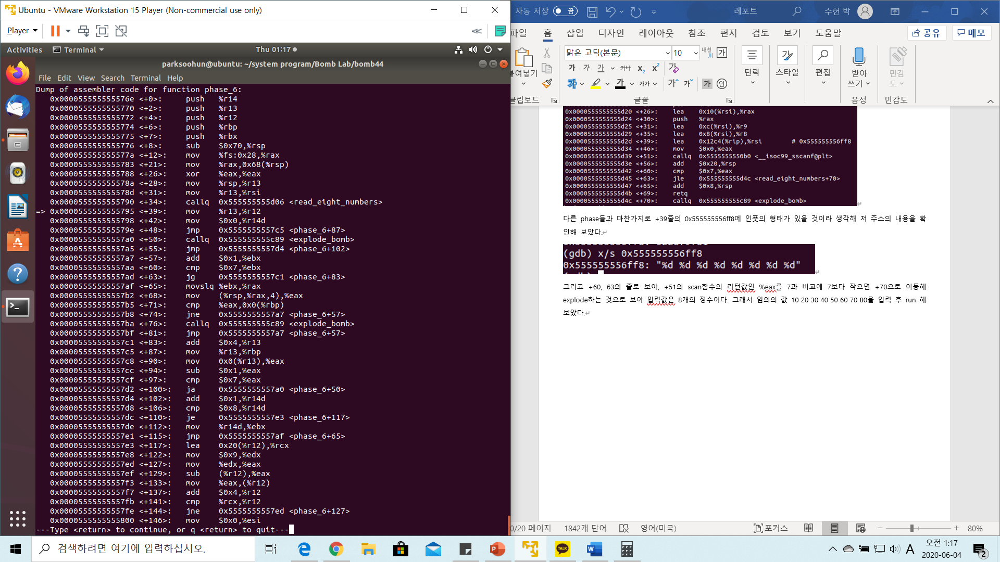 Ubuntu - VMware Workstation 15 Player (Non-commercial use only)
Player
Activities
Terminal
Thu 01:17
parksoohun@ubuntu: ~/system program/Bomb Lab/bomb44
File Edit View Search Terminal Help
Dump of assembler code for function phase_6:
0x000055555555576e <+0>: push %r14
0x0000555555555770 <+2>: push %r13
0x0000555555555772 <+4>: push %r12
0x0000555555555774 <+6>: push %rbp
0x0000555555555775 <+7>: push %rbx
0x0000555555555776 <+8>: sub $0x70,%rsp
0x000055555555577a <+12>: mov %fs:0x28,%rax
0x0000555555555783 <+21>: mov %rax,0x68(%rsp)
0x0000555555555788 <+26>: xor %eax,%eax
0x000055555555578a <+28>: mov %rsp,%r13
0x000055555555578d <+31>: mov %r13,%rsi
0x0000555555555790 <+34>: callq 0x555555555d06 <read_eight_numbers>
=> 0x0000555555555795 <+39>: mov %r13,%r12
0x0000555555555798 <+42>: mov $0x0,%r14d
0x000055555555579e <+48>: jmp 0x5555555557c5 <phase_6+87>
0x00005555555557a0 <+50>: callq 0x555555555c89 <explode_bomb>
0x00005555555557a5 <+55>: jmp 0x5555555557d4 <phase_6+102>
0x00005555555557a7 <+57>: add $0x1,%ebx
0x00005555555557aa <+60>: cmp $0x7,%ebx
0x00005555555557ad <+63>: jg 0x5555555557c1 <phase_6+83>
0x00005555555557af <+65>: movslq %ebx,%rax
0x00005555555557b2 <+68>: mov (%rsp,%rax,4),%eax
0x00005555555557b5 <+71>: cmp %eax,0x0(%rbp)
0x00005555555557b8 <+74>: jne 0x5555555557a7 <phase_6+57>
0x00005555555557ba <+76>: callq 0x555555555c89 <explode_bomb>
0x00005555555557bf <+81>: jmp 0x5555555557a7 <phase_6+57>
0x00005555555557c1 <+83>: add $0x4,%r13
0x00005555555557c5 <+87>: mov %r13,%rbp
0x00005555555557c8 <+90>: mov 0x0(%r13),%eax
0x00005555555557cc <+94>: sub $0x1,%eax
0x00005555555557cf <+97>: cmp $0x7,%eax
0x00005555555557d2 <+100>: ja 0x5555555557a0 <phase_6+50>
0x00005555555557d4 <+102>: add $0x1,%r14d
0x00005555555557d8 <+106>: cmp $0x8,%r14d
0x00005555555557dc <+110>: je 0x5555555557e3 <phase_6+117>
0x00005555555557de <+112>: mov %r14d,%ebx
0x00005555555557e1 <+115>: jmp 0x5555555557af <phase_6+65>
0x00005555555557e3 <+117>: lea 0x20(%r12),%rcx
0x00005555555557e8 <+122>: mov $0x9,%edx
0x00005555555557ed <+127>: mov %edx,%eax
0x00005555555557ef <+129>: sub (%r12),%eax
0x00005555555557f3 <+133>: mov %eax,(%r12)
0x00005555555557f7 <+137>: add $0x4,%r12
0x00005555555557fb <+141>: cmp %rcx,%r12
0x00005555555557fe <+144>: jne 0x5555555557ed <phase_6+127>
0x0000555555555800 <+146>: mov $0x0,%esi
---Type <return> to continue, or q <return> to quit---
자동 저장 끔
레포트
수헌 박
파일 홈 삽입 디자인 레이아웃 참조 편지 검토 보기 도움말
공유
메모
붙여넣기
클립보드
맑은 고딕(본문) 10 내천 가
글꼴
단락
스타일
편집
받아쓰기
음성
민감도
민감도
0x0000555555555d20 <+26>: lea 0x10(%rsi),%rax
0x0000555555555d24 <+30>: push %rax
0x0000555555555d25 <+31>: lea 0xc(%rsi),%r9
0x0000555555555d29 <+35>: lea 0x8(%rsi),%r8
0x0000555555555d2d <+39>: lea 0x12c4(%rip),%rsi # 0x555555556ff8
0x0000555555555d34 <+46>: mov $0x0,%eax
0x0000555555555d39 <+51>: callq 0x5555555550b0 <__isoc99_sscanf@plt>
0x0000555555555d3e <+56>: add $0x20,%rsp
0x0000555555555d42 <+60>: cmp $0x7,%eax
0x0000555555555d45 <+63>: jle 0x555555555d4c <read_eight_numbers+70>
0x0000555555555d47 <+65>: add $0x8,%rsp
0x0000555555555d4b <+69>: retq
0x0000555555555d4c <+70>: callq 0x555555555c89 <explode_bomb>
다른 phase들과 마찬가지로 +39줄의 0x555555556ff8에 인풋의 형태가 있을 것이라 생각해 저 주소의 내용을 확
인해 보았다.
(gdb) x/s 0x555555556ff8
0x555555556ff8: "%d %d %d %d %d %d %d %d"
그리고 +60, 63의 줄로 보아, +51의 scan함수의 리턴값인 %eax를 7과 비교에 7보다 작으면 +70으로 이동해
explode하는 것으로 보아 입력값은 8개의 정수이다. 그래서 임의의 값 10 20 30 40 50 60 70 80을 입력 후 run 해
보았다.
0/20 페이지 1842개 단어 영어(미국) 포커스 80%
검색하려면 여기에 입력하십시오.
TALK
A
오전 1:17
2020-06-04
2